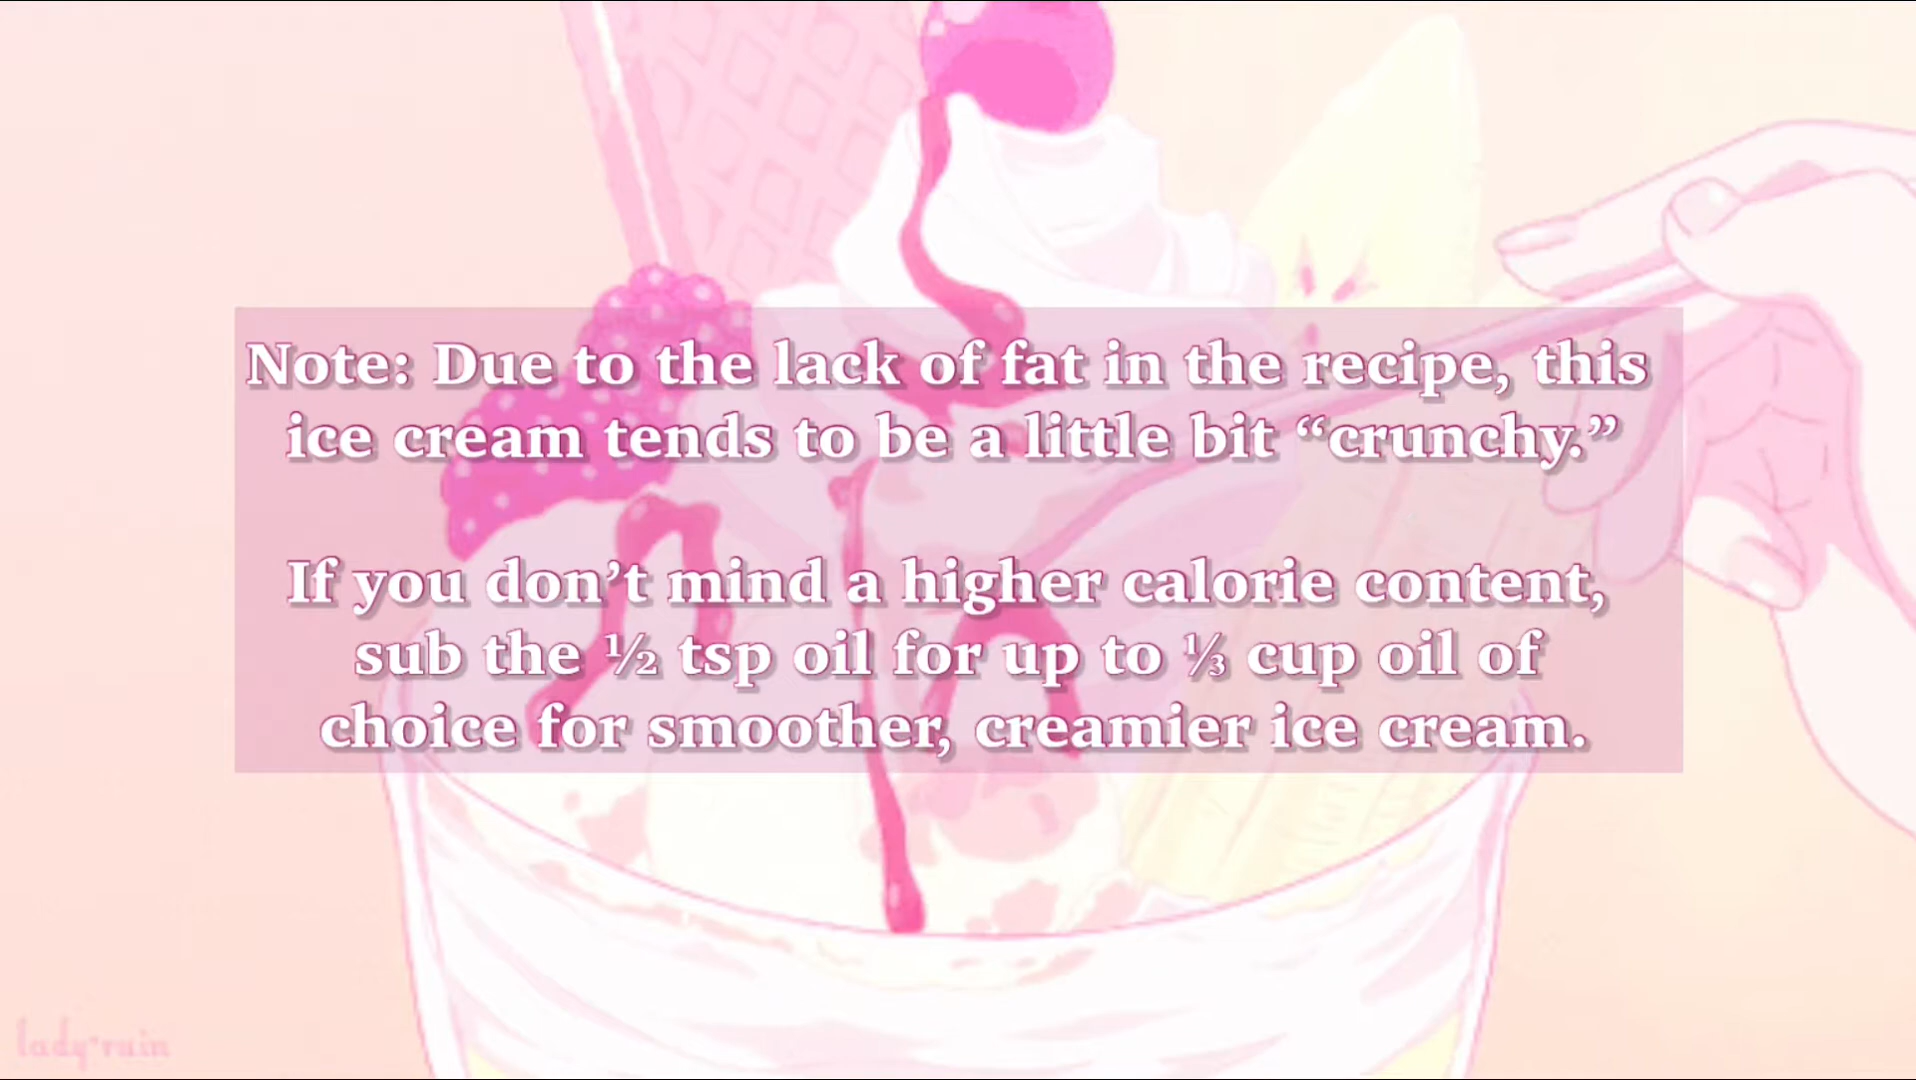 Note: Due to the lack of fat in the recipe, this
ice cream tends to be a little bit “crunchy.”
If you don’t mind a higher calorie content,
sub the ½ tsp oil for up to ⅓ cup oil of
choice for smoother, creamier ice cream.
lady*rain